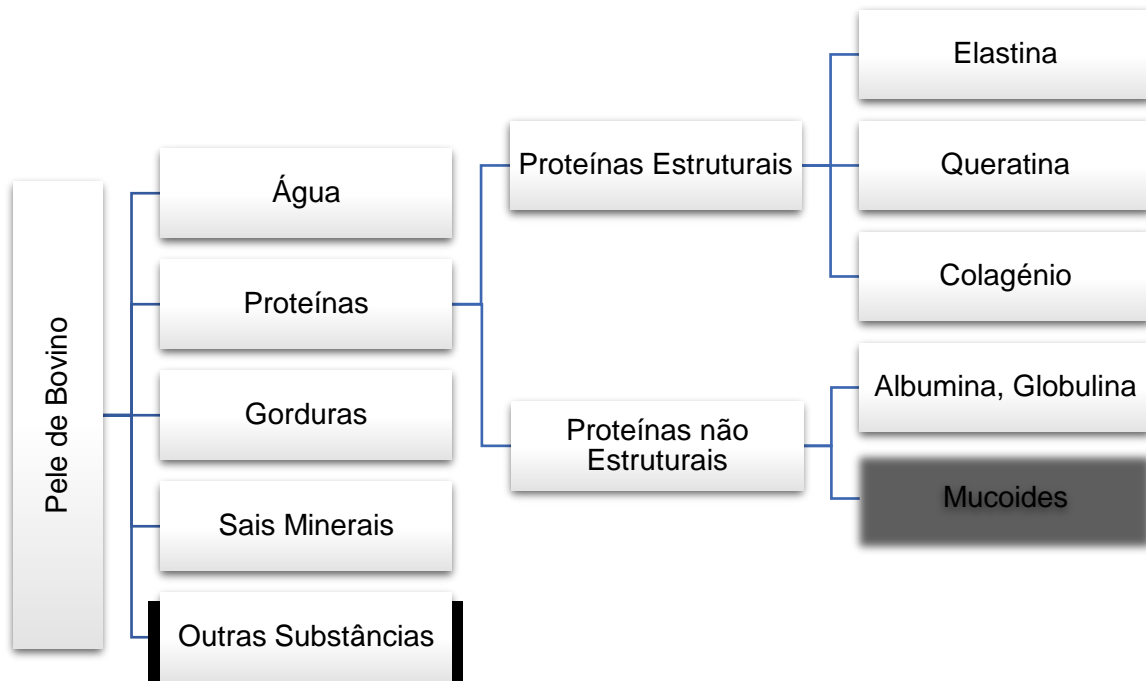 Pele de Bovino
Água
Proteínas
Gorduras
Sais Minerais
Outras Substâncias
Proteínas Estruturais
Proteínas não
Estruturais
Elastina
Queratina
Colagénio
Albumina, Globulina
Mucoides